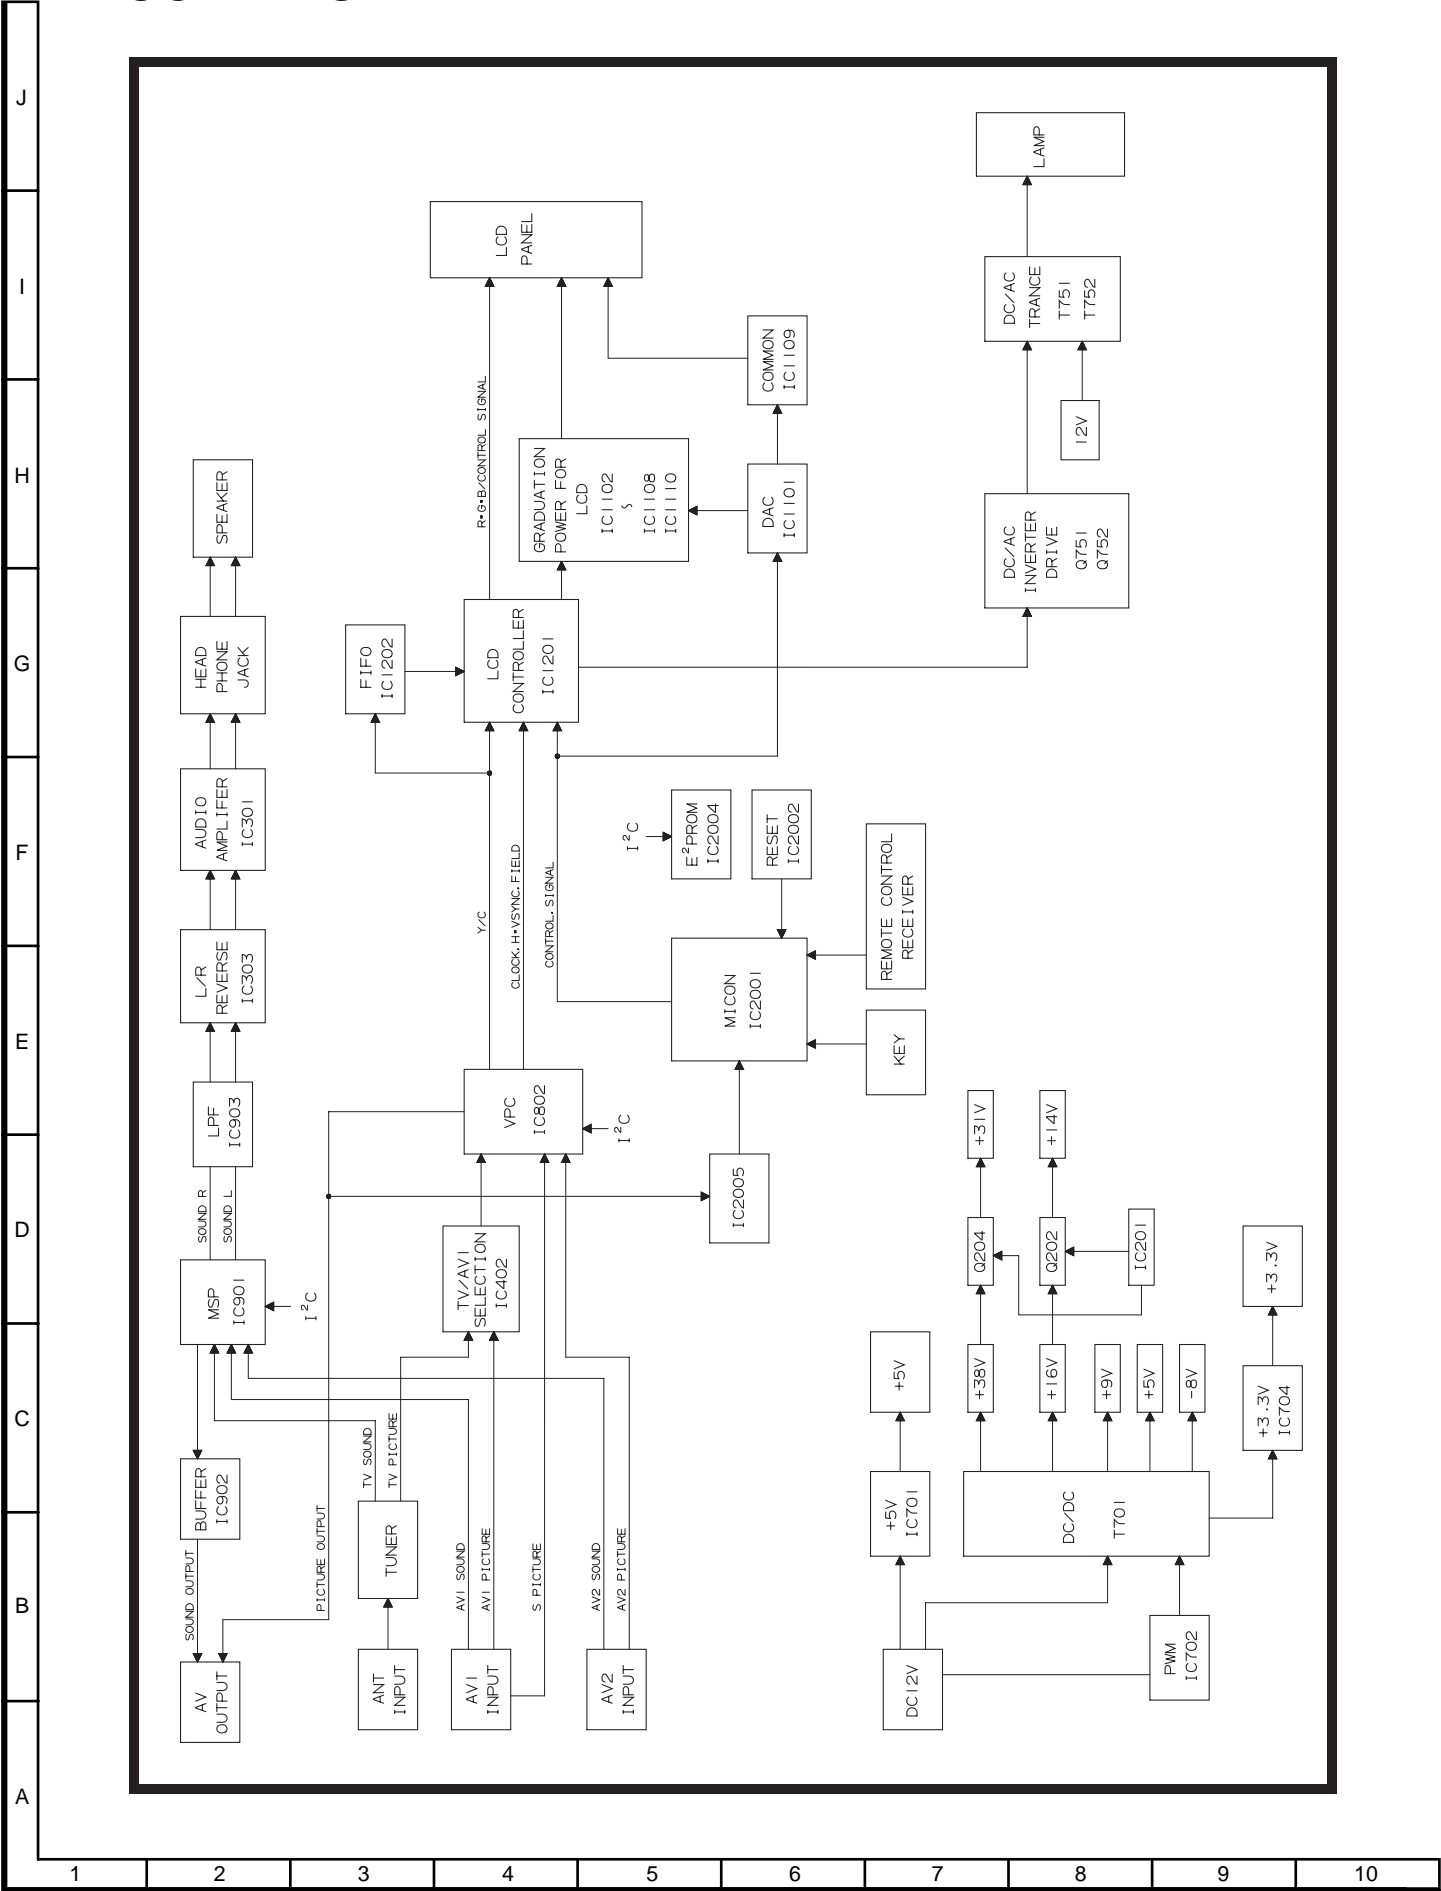 J
I
H
G
F
E
D
C
B
A
1
2
3
4
5
6
7
8
9
10
AV
OUTPUT
SOUND OUTPUT
BUFFER
IC902
MSP
IC901
I²C
SOUND R
SOUND L
LPF
IC903
L/R
REVERSE
IC303
AUDIO
AMPLIFER
IC301
HEAD
PHONE
JACK
SPEAKER
PICTURE OUTPUT
ANT
INPUT
TUNER
TV SOUND
TV PICTURE
AV1
INPUT
AV1 SOUND
AV1 PICTURE
S PICTURE
AV2
INPUT
AV2 SOUND
AV2 PICTURE
TV/AV1
SELECTION
IC402
VPC
IC802
I²C
Y/C
CLOCK.H•VSYNC.FIELD
CONTROL.SIGNAL
FIFO
IC1202
LCD
CONTROLLER
IC1201
R•G•B/CONTROL SIGNAL
GRADUATION
POWER FOR
LCD
IC1102
∽
IC1108
IC1110
LCD
PANEL
DAC
IC1101
COMMON
IC1109
IC2005
MICON
IC2001
I²C
E²PROM
IC2004
RESET
IC2002
KEY
REMOTE CONTROL
RECEIVER
DC12V
+5V
IC701
+5V
PWM
IC702
DC/DC
T701
+38V
+16V
+9V
+5V
-8V
Q204
Q202
IC201
+31V
+14V
+3.3V
IC704
+3.3V
DC/AC
INVERTER
DRIVE
Q751
Q752
12V
DC/AC
TRANCE
T751
T752
LAMP